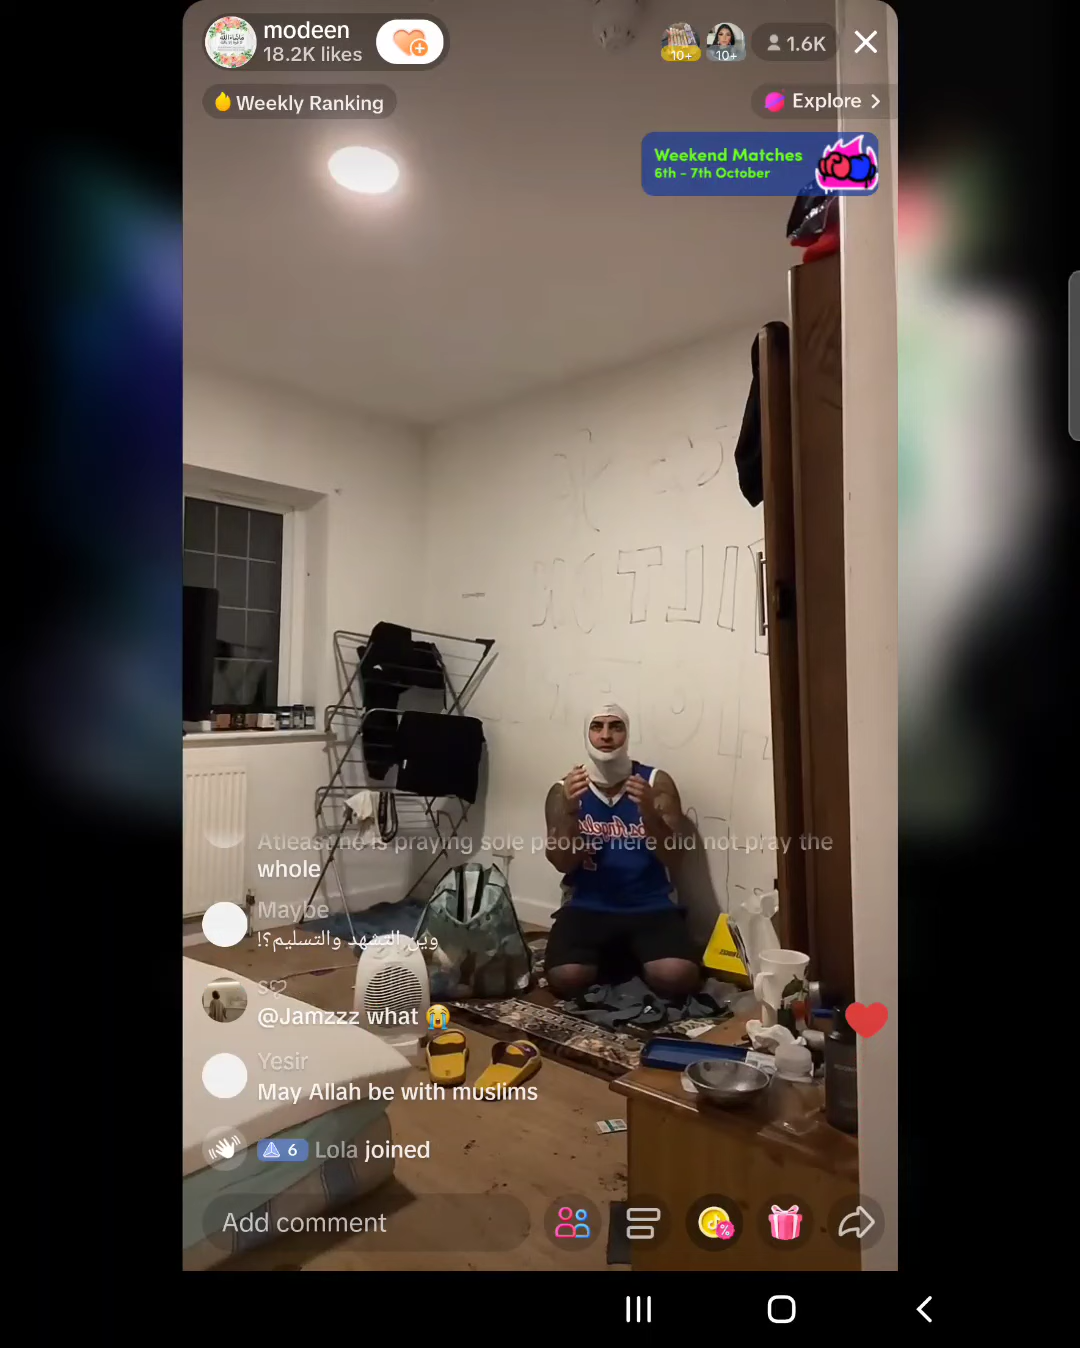 modeen
18.2K likes
10+
10+
1.6K
Weekly Ranking
Explore
Weekend Matches
6th - 7th October
Atleast he is praying sole people here did not pray the
whole
Maybe
وين التشهد والتسليم؟!
s♡
@Jamzzz what 😭
Yesir
May Allah be with muslims
6 Lola joined
Add comment